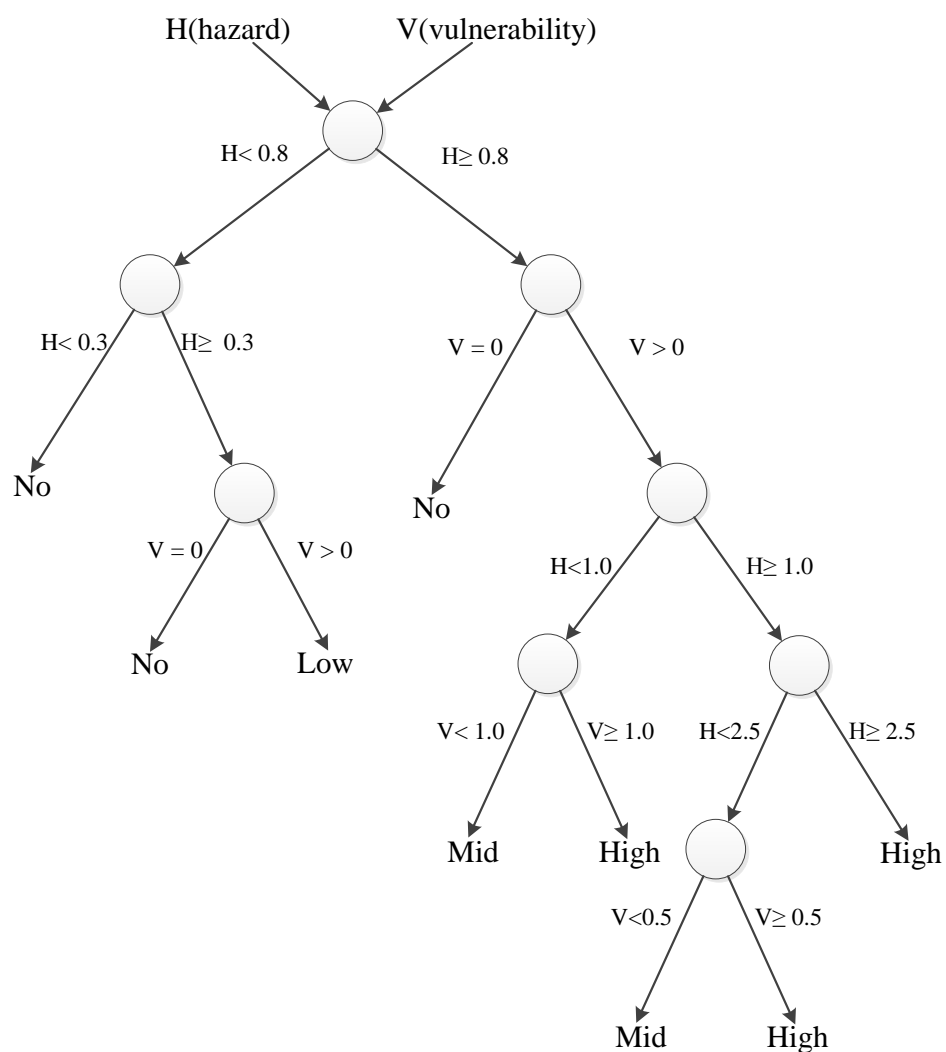 H(hazard)
V(vulnerability)
H< 0.8
H≥ 0.8
H< 0.3
H≥ 0.3
V = 0
V > 0
No
No
V = 0
V > 0
H<1.0
H≥ 1.0
No
Low
V< 1.0
V≥ 1.0
H<2.5
H≥ 2.5
Mid
High
High
V<0.5
V≥ 0.5
Mid
High